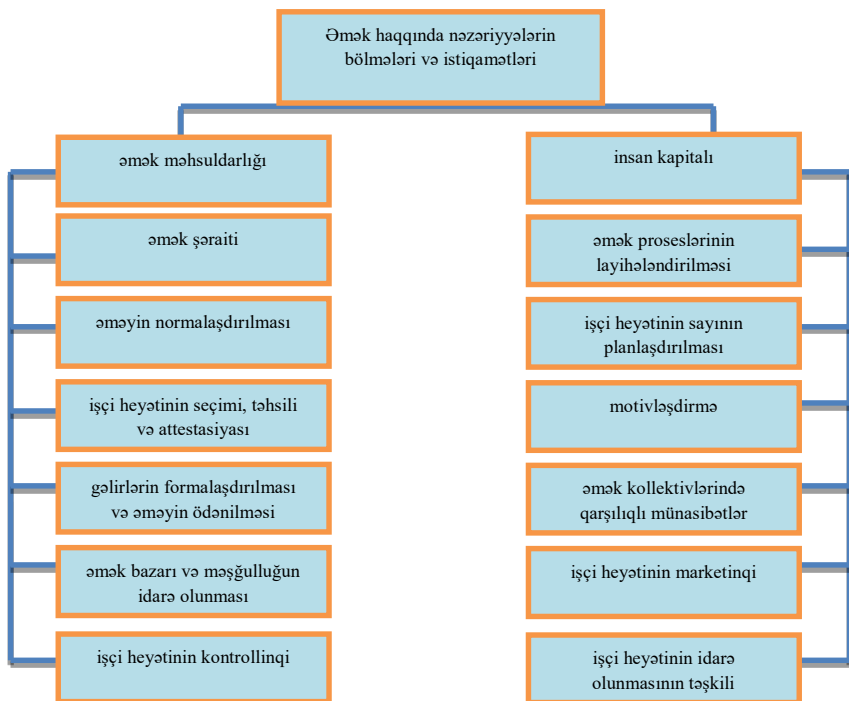 Əmək haqqında nəzəriyyələrin
bölmələri və istiqamətləri
əmək məhsuldarlığı
əmək şəraiti
əməyin normalaşdırılması
işçi heyətinin seçimi, təhsili
və attestasiyası
gəlirlərin formalaşdırılması
və əməyin ödənilməsi
əmək bazarı və məşğulluğun
idarə olunması
işçi heyətinin kontrollinqi
insan kapitalı
əmək proseslərinin
layihələndirilməsi
işçi heyətinin sayının
planlaşdırılması
motivləşdirmə
əmək kollektivlərində
qarşılıqlı münasibətlər
işçi heyətinin marketinqi
işçi heyətinin idarə
olunmasının təşkili